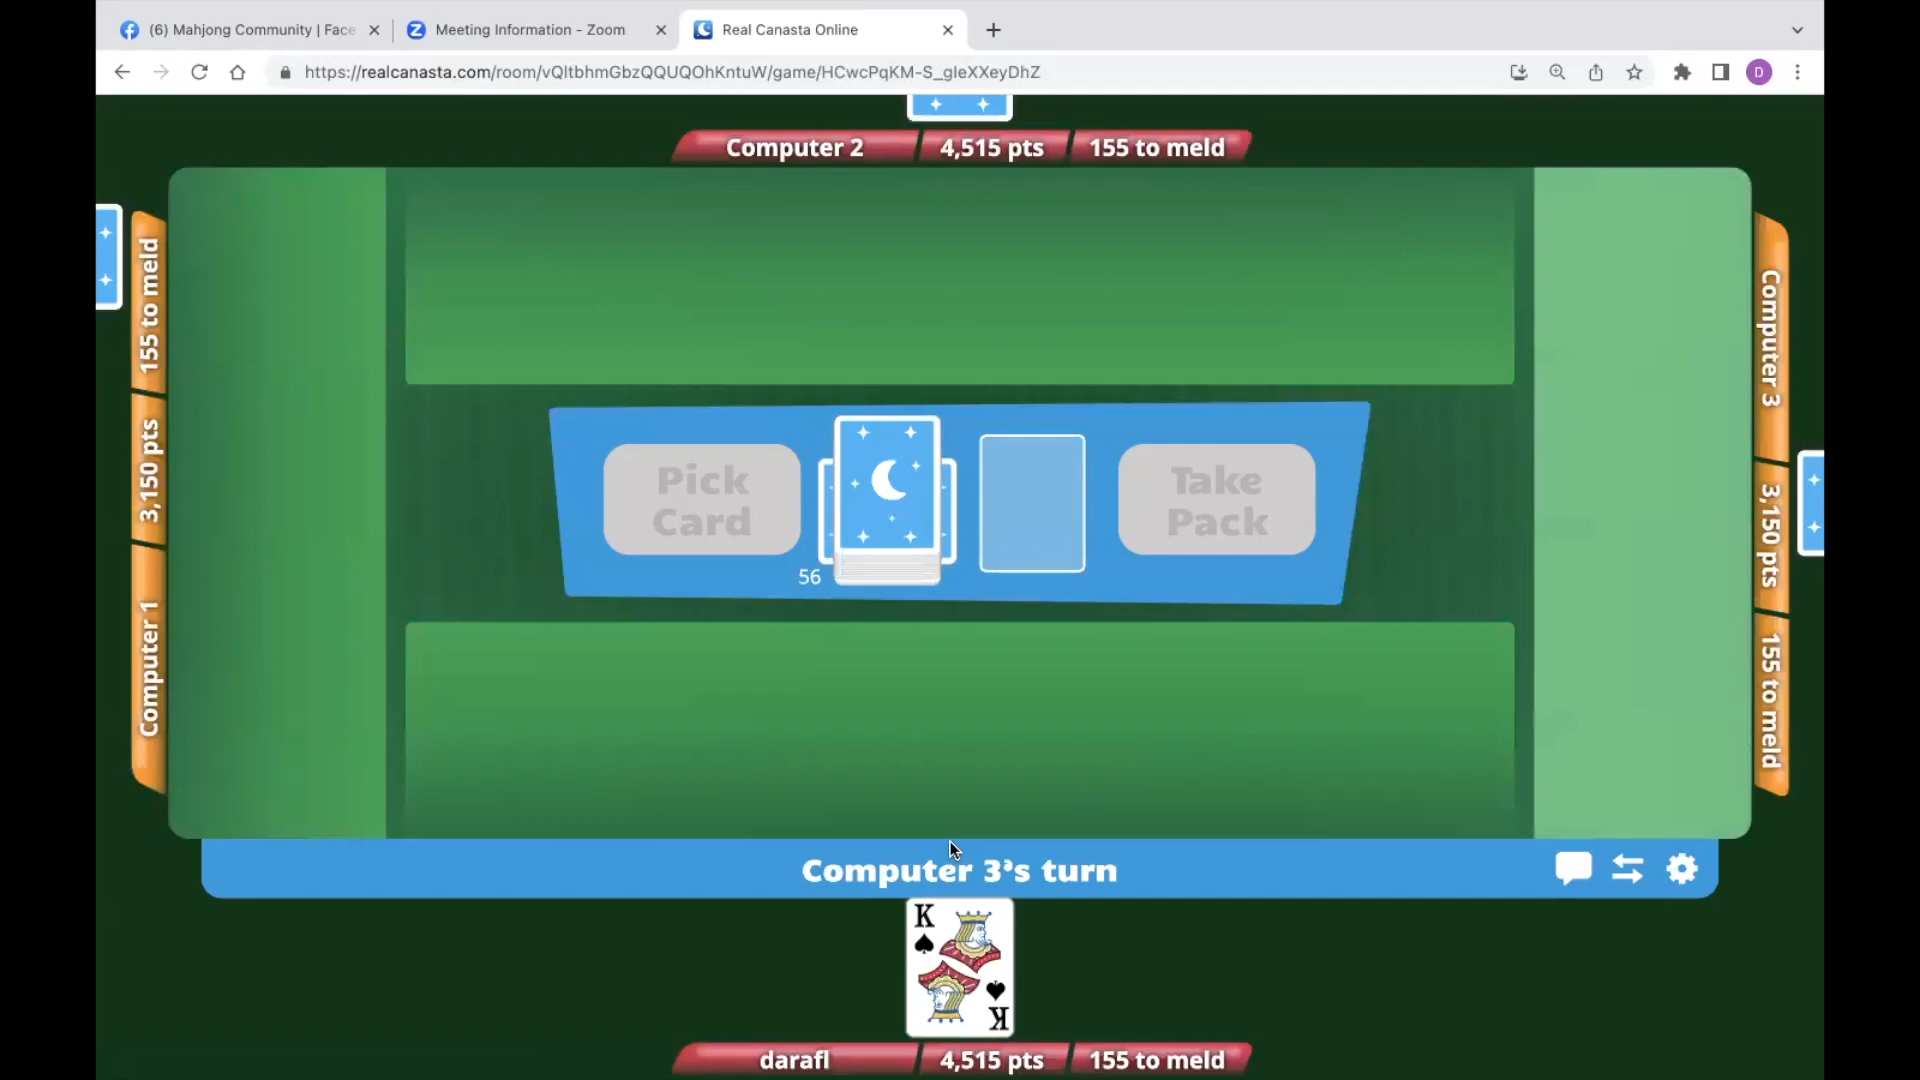 (6) Mahjong Community | Face
Meeting Information - Zoom
Real Canasta Online
https://realcanasta.com/room/vQltbhmGbzQQUQOhKntuW/game/HCwcPqKM-S_gleXXeyDhZ
D
Computer 2
4,515 pts
155 to meld
155 to meld
3,150 pts
Computer 1
Computer 3
3,150 pts
155 to meld
Pick
Card
56
Take
Pack
Computer 3's turn
K
K
darafl
4,515 pts
155 to meld